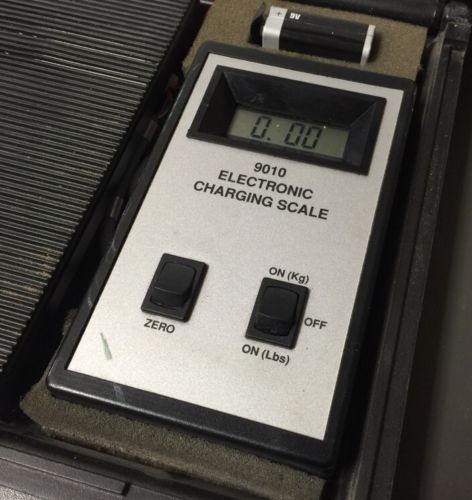 9V
0:00
9010
ELECTRONIC
CHARGING SCALE
ON (Kg)
ZERO
OFF
ON (Lbs)